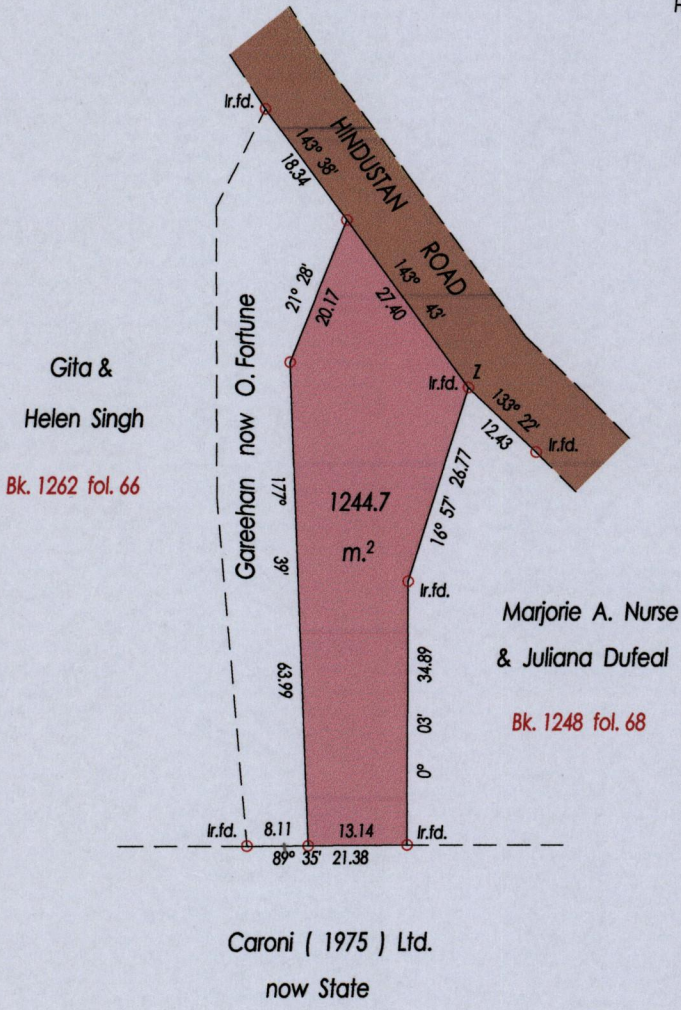 Ir.fd.
HINDUSTAN
ROAD
143° 38'
18.34
143° 43'
27.40
21° 28'
20.17
Ir.fd.
Z
133° 22'
12.43
Ir.fd.
Gita &
Helen Singh
Bk. 1262 fol. 66
Gareehan now O. Fortune
177° 39'
63.99
1244.7
m.²
16° 57' 26.77
Ir.fd.
Marjorie A. Nurse
& Juliana Dufeal
Bk. 1248 fol. 68
0° 03' 34.89
Ir.fd.
8.11
13.14
Ir.fd.
89° 35' 21.38
Caroni ( 1975 ) Ltd.
now State